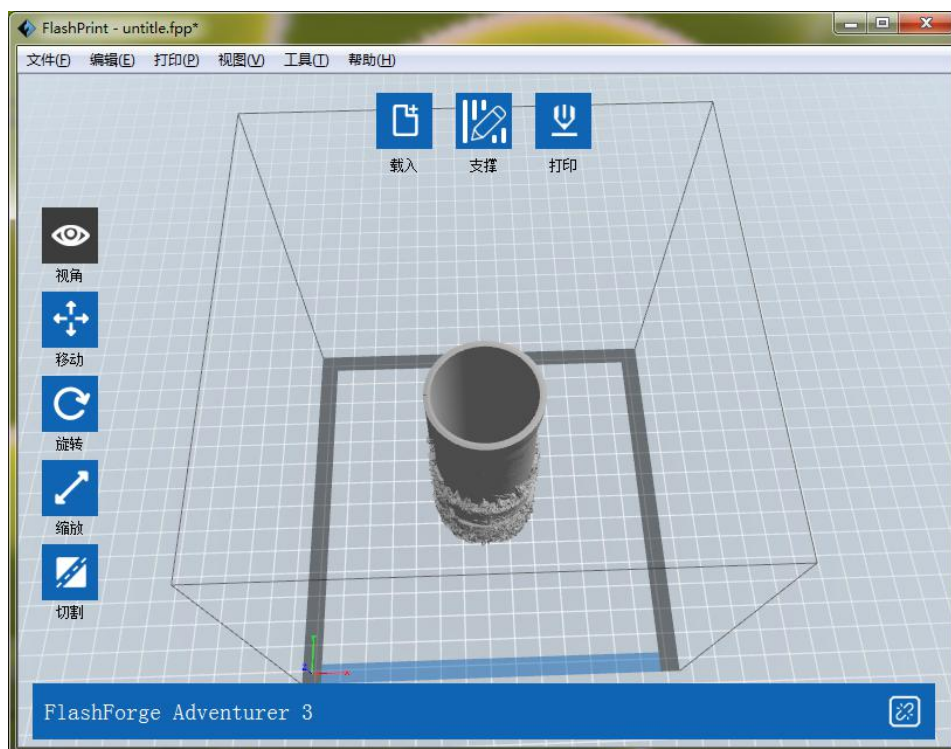 FlashPrint - untitle.fpp*
文件(F) 编辑(E) 打印(P) 视图(V) 工具(T) 帮助(H)
载入 支撑 打印
视角
移动
旋转
缩放
切割
FlashForge Adventurer 3